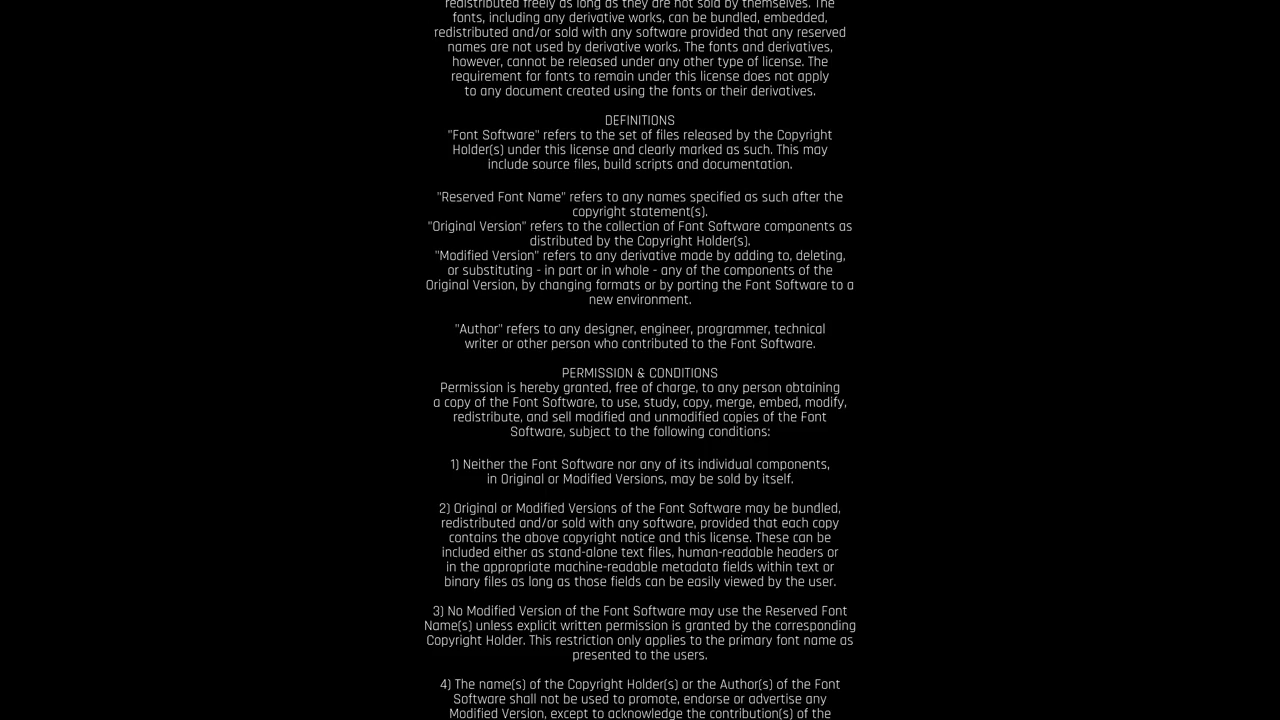 redistributed freely as long as they are not sold by themselves. The
fonts, including any derivative works, can be bundled, embedded,
redistributed and/or sold with any software provided that any reserved
names are not used by derivative works. The fonts and derivatives,
however, cannot be released under any other type of license. The
requirement for fonts to remain under this license does not apply
to any document created using the fonts or their derivatives.
DEFINITIONS
"Font Software" refers to the set of files released by the Copyright
Holder(s) under this license and clearly marked as such. This may
include source files, build scripts and documentation.
"Reserved Font Name" refers to any names specified as such after the
copyright statement(s).
"Original Version" refers to the collection of Font Software components as
distributed by the Copyright Holder(s).
"Modified Version" refers to any derivative made by adding to, deleting,
or substituting - in part or in whole - any of the components of the
Original Version, by changing formats or by porting the Font Software to a
new environment.
"Author" refers to any designer, engineer, programmer, technical
writer or other person who contributed to the Font Software.
PERMISSION & CONDITIONS
Permission is hereby granted, free of charge, to any person obtaining
a copy of the Font Software, to use, study, copy, merge, embed, modify,
redistribute, and sell modified and unmodified copies of the Font
Software, subject to the following conditions:
1) Neither the Font Software nor any of its individual components,
in Original or Modified Versions, may be sold by itself.
2) Original or Modified Versions of the Font Software may be bundled,
redistributed and/or sold with any software, provided that each copy
contains the above copyright notice and this license. These can be
included either as stand-alone text files, human-readable headers or
in the appropriate machine-readable metadata fields within text or
binary files as long as those fields can be easily viewed by the user.
3) No Modified Version of the Font Software may use the Reserved Font
Name(s) unless explicit written permission is granted by the corresponding
Copyright Holder. This restriction only applies to the primary font name as
presented to the users.
4) The name(s) of the Copyright Holder(s) or the Author(s) of the Font
Software shall not be used to promote, endorse or advertise any
Modified Version, except to acknowledge the contribution(s) of the